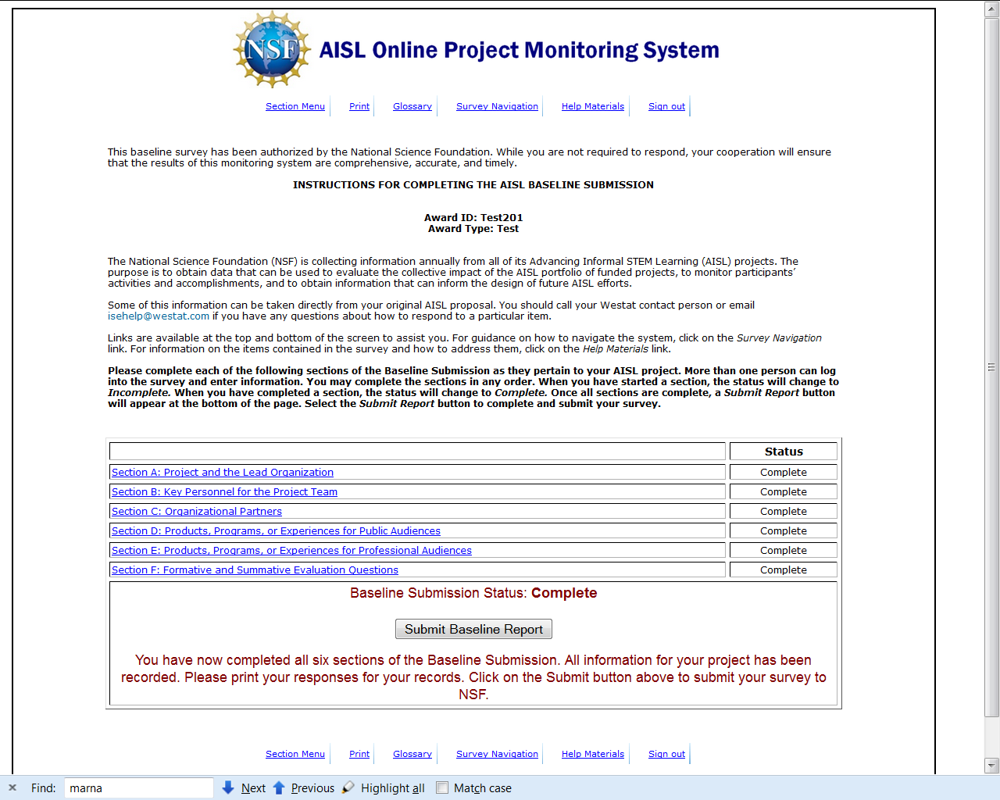 NSF AISL Online Project Monitoring System
Section Menu Print Glossary Survey Navigation Help Materials Sign out
This baseline survey has been authorized by the National Science Foundation. While you are not required to respond, your cooperation will ensure
that the results of this monitoring system are comprehensive, accurate, and timely.
INSTRUCTIONS FOR COMPLETING THE AISL BASELINE SUBMISSION
Award ID: Test201
Award Type: Test
The National Science Foundation (NSF) is collecting information annually from all of its Advancing Informal STEM Learning (AISL) projects. The
purpose is to obtain data that can be used to evaluate the collective impact of the AISL portfolio of funded projects, to monitor participants’
activities and accomplishments, and to obtain information that can inform the design of future AISL efforts.
Some of this information can be taken directly from your original AISL proposal. You should call your Westat contact person or email
isehelp@westat.com if you have any questions about how to respond to a particular item.
Links are available at the top and bottom of the screen to assist you. For guidance on how to navigate the system, click on the Survey Navigation
link. For information on the items contained in the survey and how to address them, click on the Help Materials link.
Please complete each of the following sections of the Baseline Submission as they pertain to your AISL project. More than one person can log
into the survey and enter information. You may complete the sections in any order. When you have started a section, the status will change to
Incomplete. When you have completed a section, the status will change to Complete. Once all sections are complete, a Submit Report button
will appear at the bottom of the page. Select the Submit Report button to complete and submit your survey.
Status
Section A: Project and the Lead Organization Complete
Section B: Key Personnel for the Project Team Complete
Section C: Organizational Partners Complete
Section D: Products, Programs, or Experiences for Public Audiences Complete
Section E: Products, Programs, or Experiences for Professional Audiences Complete
Section F: Formative and Summative Evaluation Questions Complete
Baseline Submission Status: Complete
Submit Baseline Report
You have now completed all six sections of the Baseline Submission. All information for your project has been
recorded. Please print your responses for your records. Click on the Submit button above to submit your survey to
NSF.
Section Menu Print Glossary Survey Navigation Help Materials Sign out
Find: marna Next Previous Highlight all Match case